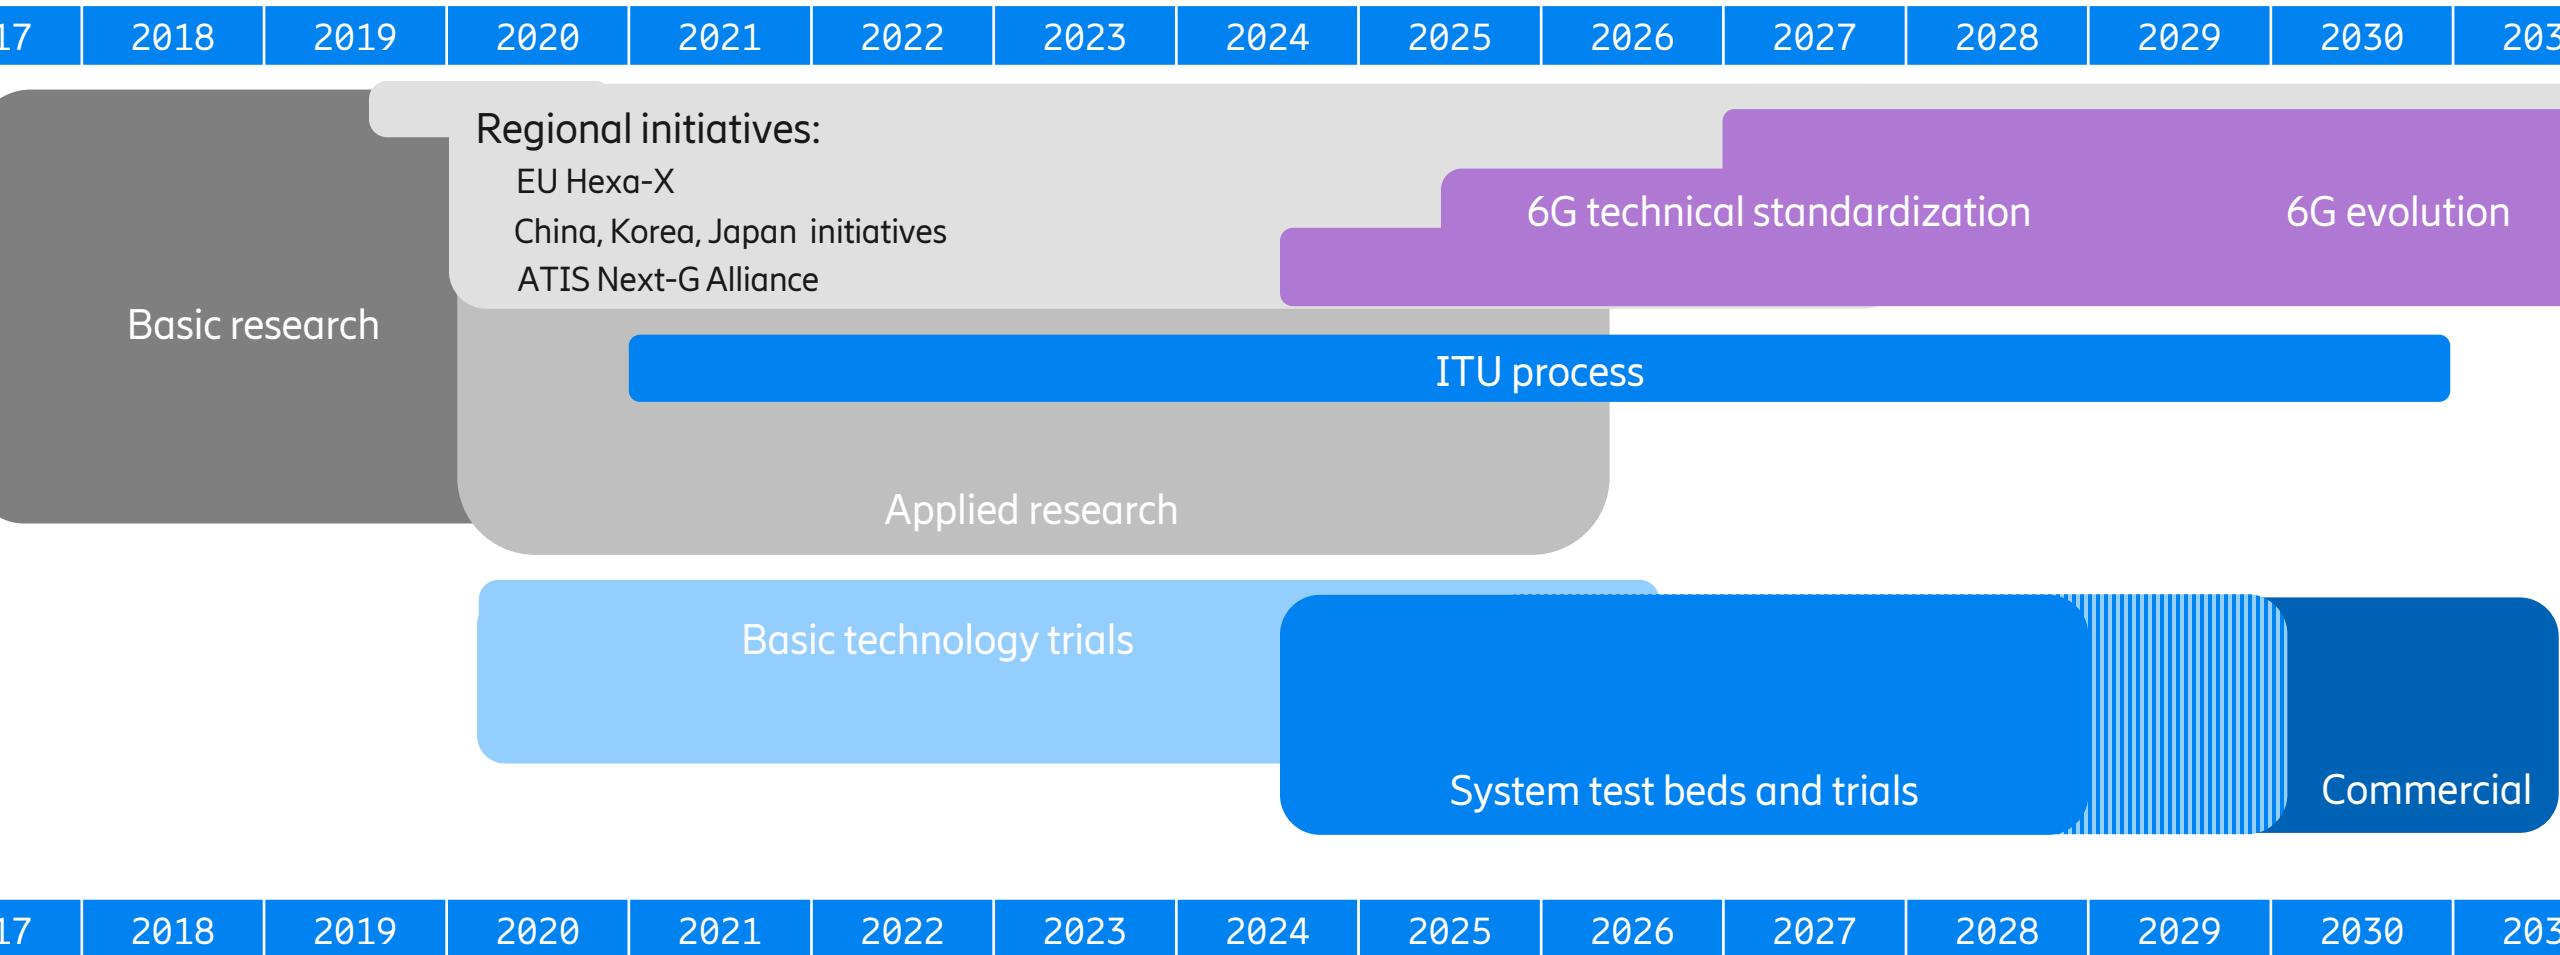 17 2018 2019 2020 2021 2022 2023 2024 2025 2026 2027 2028 2029 2030 203
Regional initiatives:
EU Hexa-X
China, Korea, Japan initiatives
ATIS Next-G Alliance
6G technical standardization
6G evolution
Basic research
ITU process
Applied research
Basic technology trials
System test beds and trials
Commercial
17 2018 2019 2020 2021 2022 2023 2024 2025 2026 2027 2028 2029 2030 203